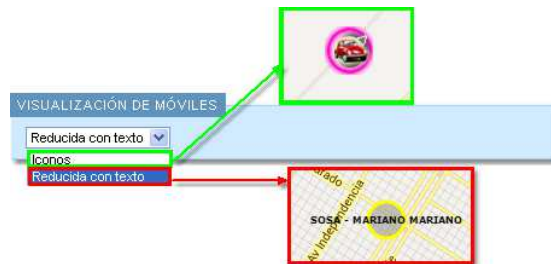 VISUALIZACIÓN DE MÓVILES
Reducida con texto
Iconos
Reducida con texto
SOSA - MARIANO MARIANO
Av Independencia